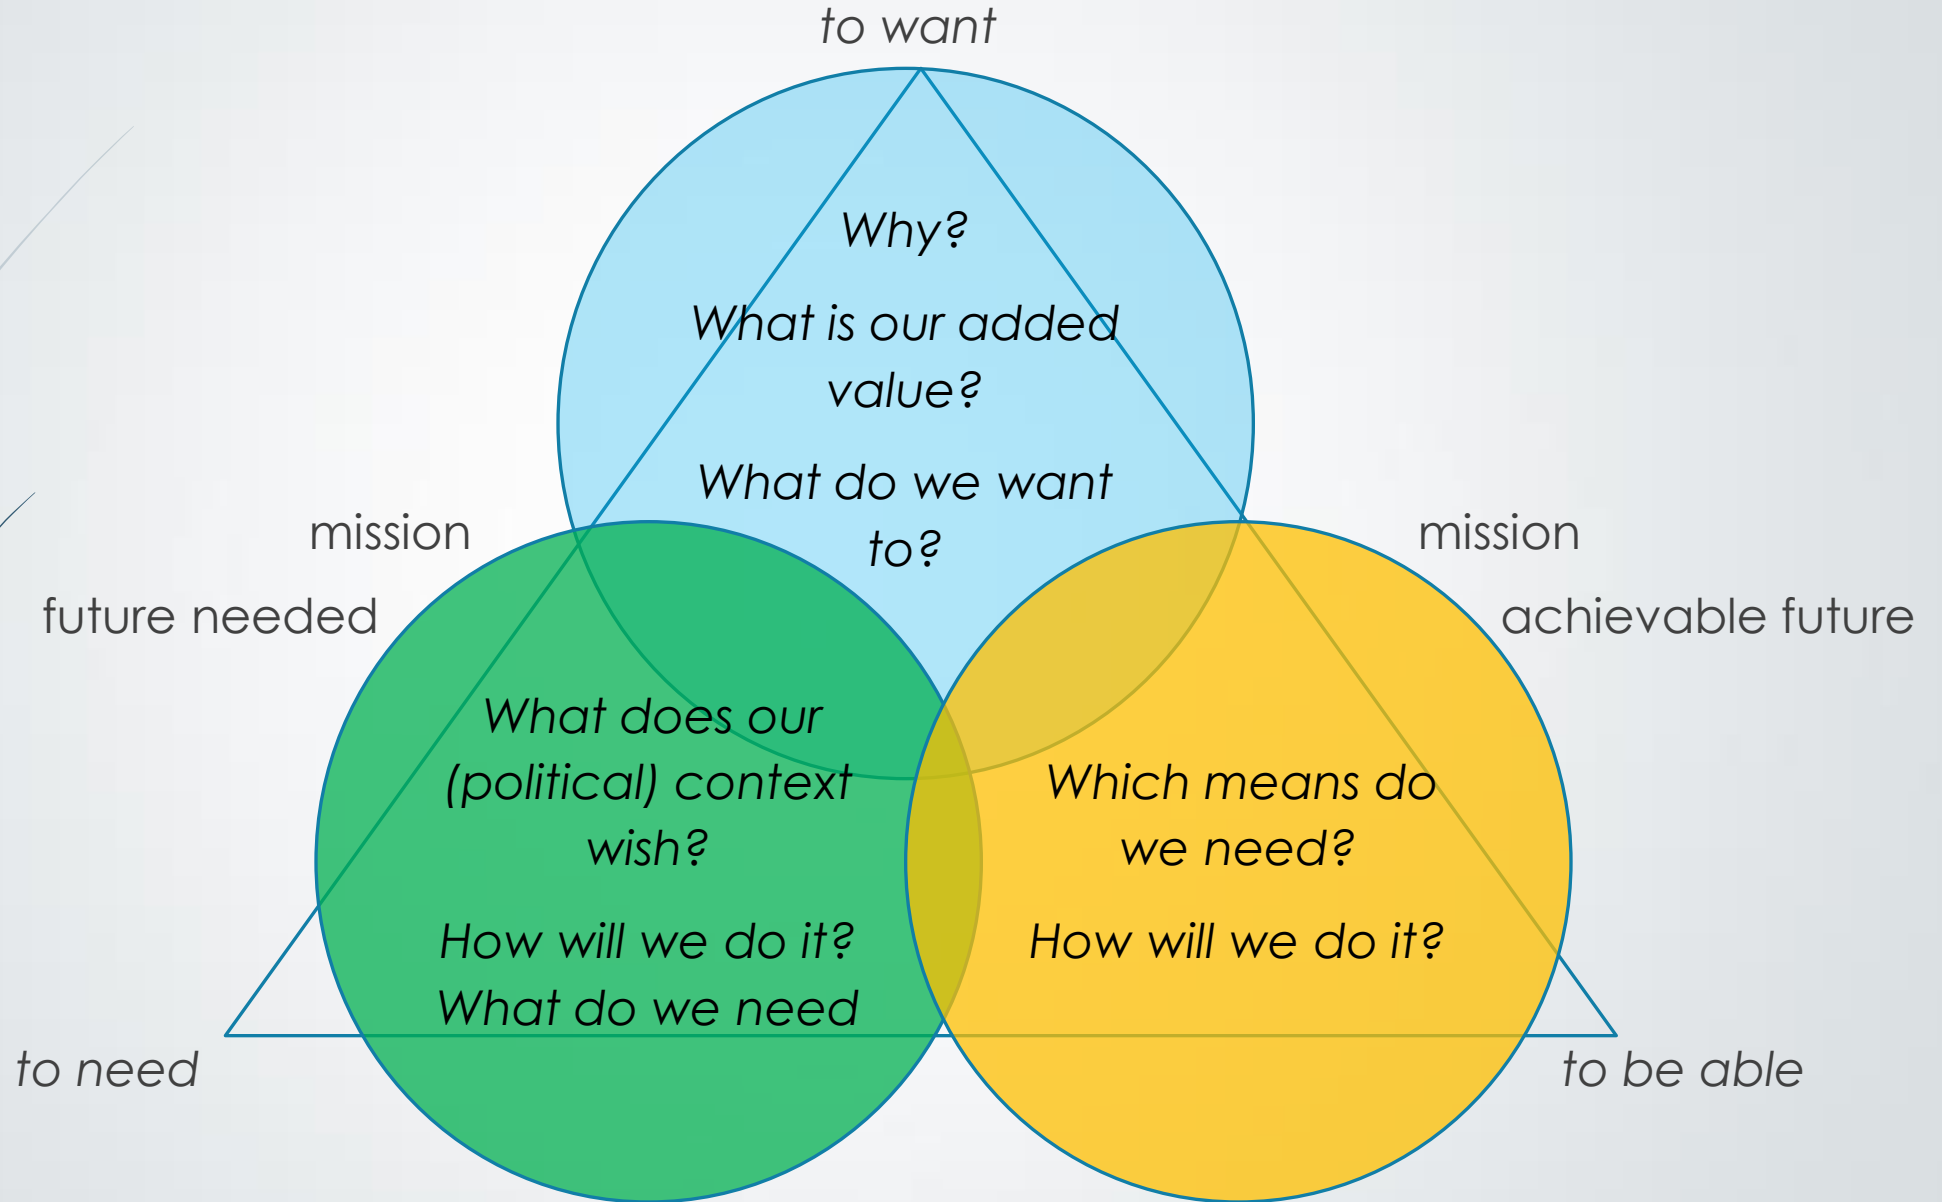 to want
Why?
What is our added
value?
What do we want
to?
mission
future needed
mission
achievable future
What does our
(political) context
wish?
How will we do it?
What do we need
Which means do
we need?
How will we do it?
to need
to be able